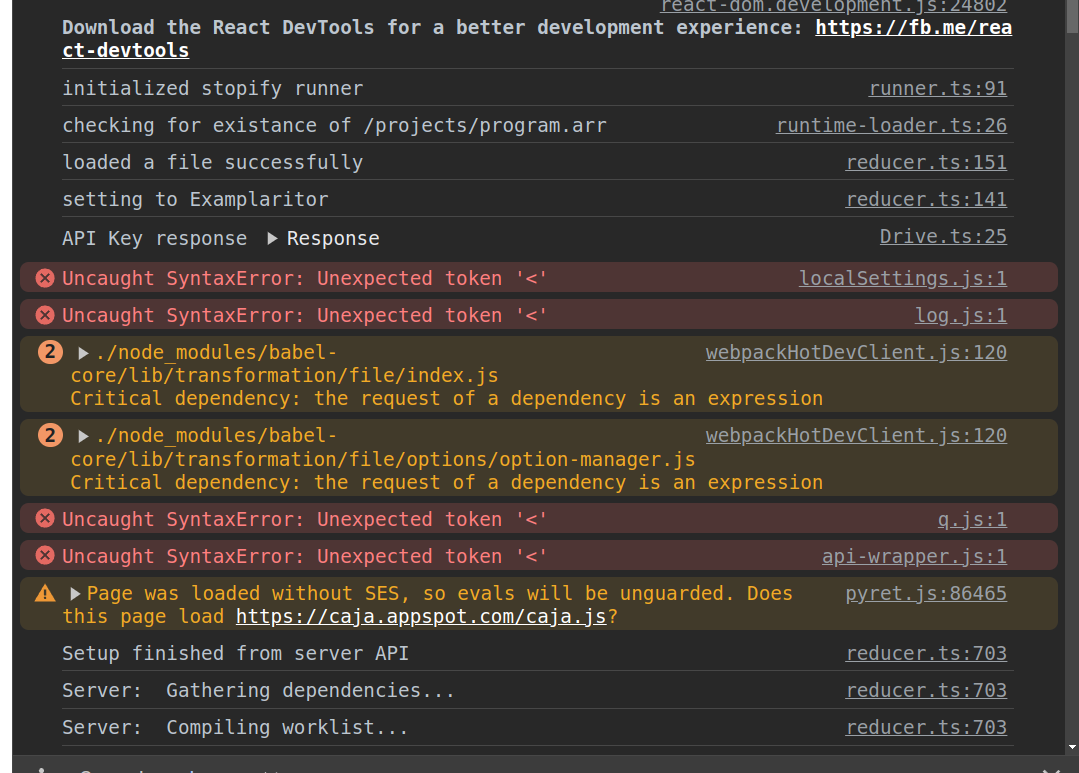 react-dom.development.js:24802
Download the React DevTools for a better development experience: https://fb.me/rea
ct-devtools
initialized stopify runner runner.ts:91
checking for existance of /projects/program.arr runtime-loader.ts:26
loaded a file successfully reducer.ts:151
setting to Examplaritor reducer.ts:141
API Key response ▶ Response Drive.ts:25
Uncaught SyntaxError: Unexpected token '<' localSettings.js:1
Uncaught SyntaxError: Unexpected token '<' log.js:1
2 ▶ ./node_modules/babel- webpackHotDevClient.js:120
core/lib/transformation/file/index.js
Critical dependency: the request of a dependency is an expression
2 ▶ ./node_modules/babel- webpackHotDevClient.js:120
core/lib/transformation/file/options/option-manager.js
Critical dependency: the request of a dependency is an expression
Uncaught SyntaxError: Unexpected token '<' q.js:1
Uncaught SyntaxError: Unexpected token '<' api-wrapper.js:1
▶ Page was loaded without SES, so evals will be unguarded. Does pyret.js:86465
this page load https://caja.appspot.com/caja.js?
Setup finished from server API reducer.ts:703
Server:  Gathering dependencies... reducer.ts:703
Server:  Compiling worklist... reducer.ts:703